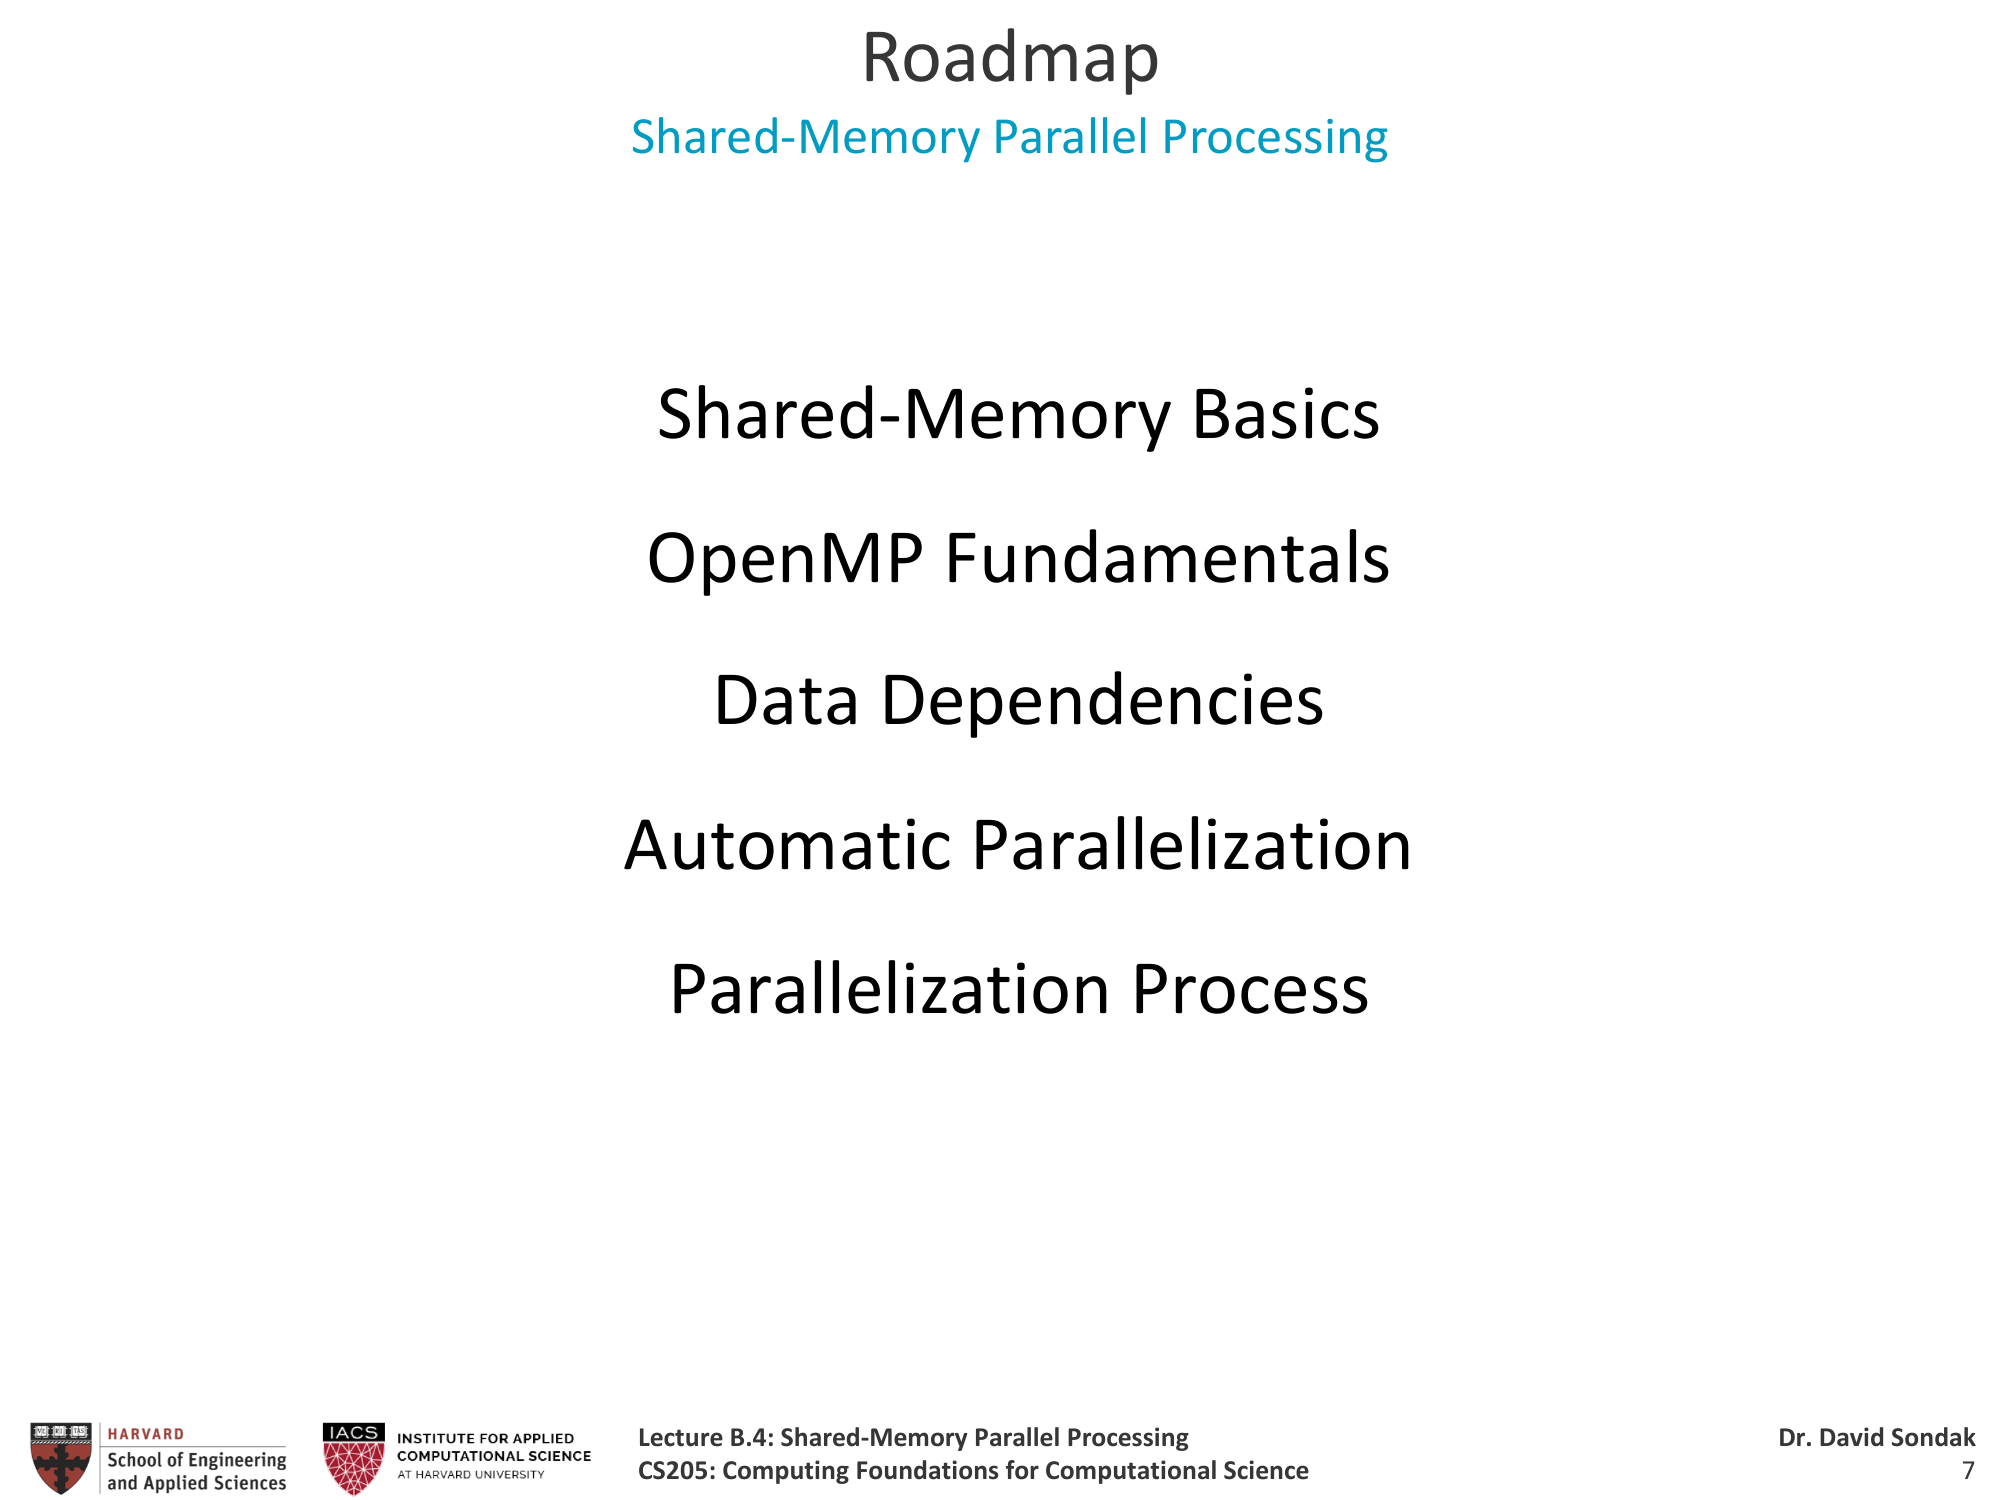 Roadmap
Shared-Memory Parallel Processing
Shared-Memory Basics
OpenMP Fundamentals
Data Dependencies
Automatic Parallelization
Parallelization Process
HARVARD
School of Engineering
and Applied Sciences
IACS
INSTITUTE FOR APPLIED
COMPUTATIONAL SCIENCE
AT HARVARD UNIVERSITY
Lecture B.4: Shared-Memory Parallel Processing
CS205: Computing Foundations for Computational Science
Dr. David Sondak
7